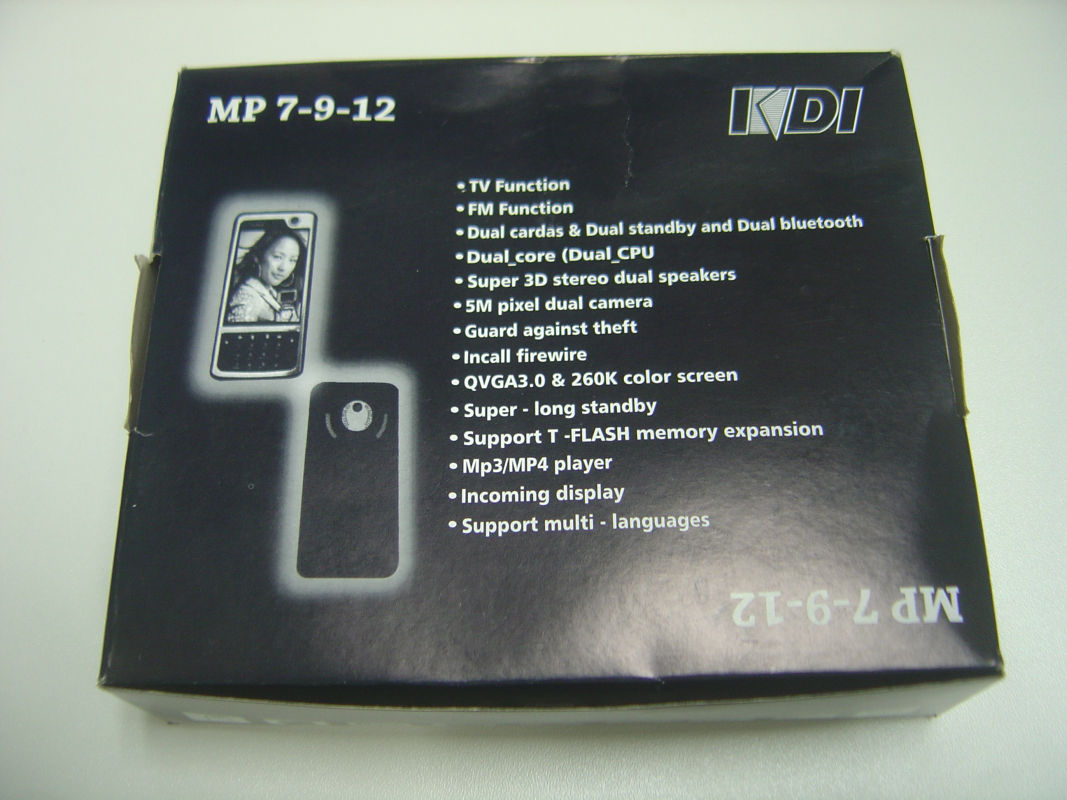 MP 7-9-12
KDI
• TV Function
• FM Function
• Dual cardas & Dual standby and Dual bluetooth
• Dual_core (Dual_CPU
• Super 3D stereo dual speakers
• 5M pixel dual camera
• Guard against theft
• Incall firewire
• QVGA3.0 & 260K color screen
• Super - long standby
• Support T -FLASH memory expansion
• Mp3/MP4 player
• Incoming display
• Support multi - languages
MP 7-9-12